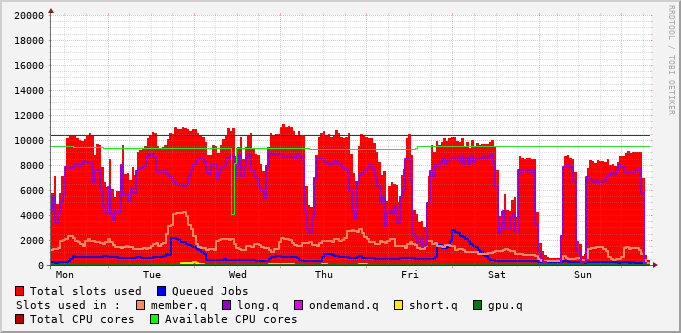 20000
18000
16000
14000
12000
10000
8000
6000
4000
2000
0
Mon Tue Wed Thu Fri Sat Sun
RRDTOOL / TOBI OETIKER
Total slots used Queued Jobs
Slots used in : member.q long.q ondemand.q short.q gpu.q
Total CPU cores Available CPU cores